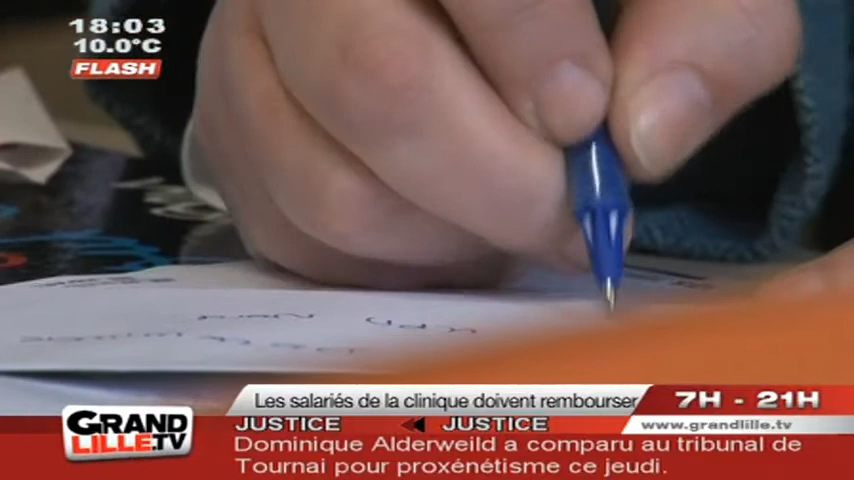 18:03
10.0°C
FLASH
Les salariés de la clinique doivent rembourser
7H - 21H
GRAND LILLE.TV
JUSTICE JUSTICE
www.grandlille.tv
Dominique Alderweild a comparu au tribunal de
Tournai pour proxénétisme ce jeudi.